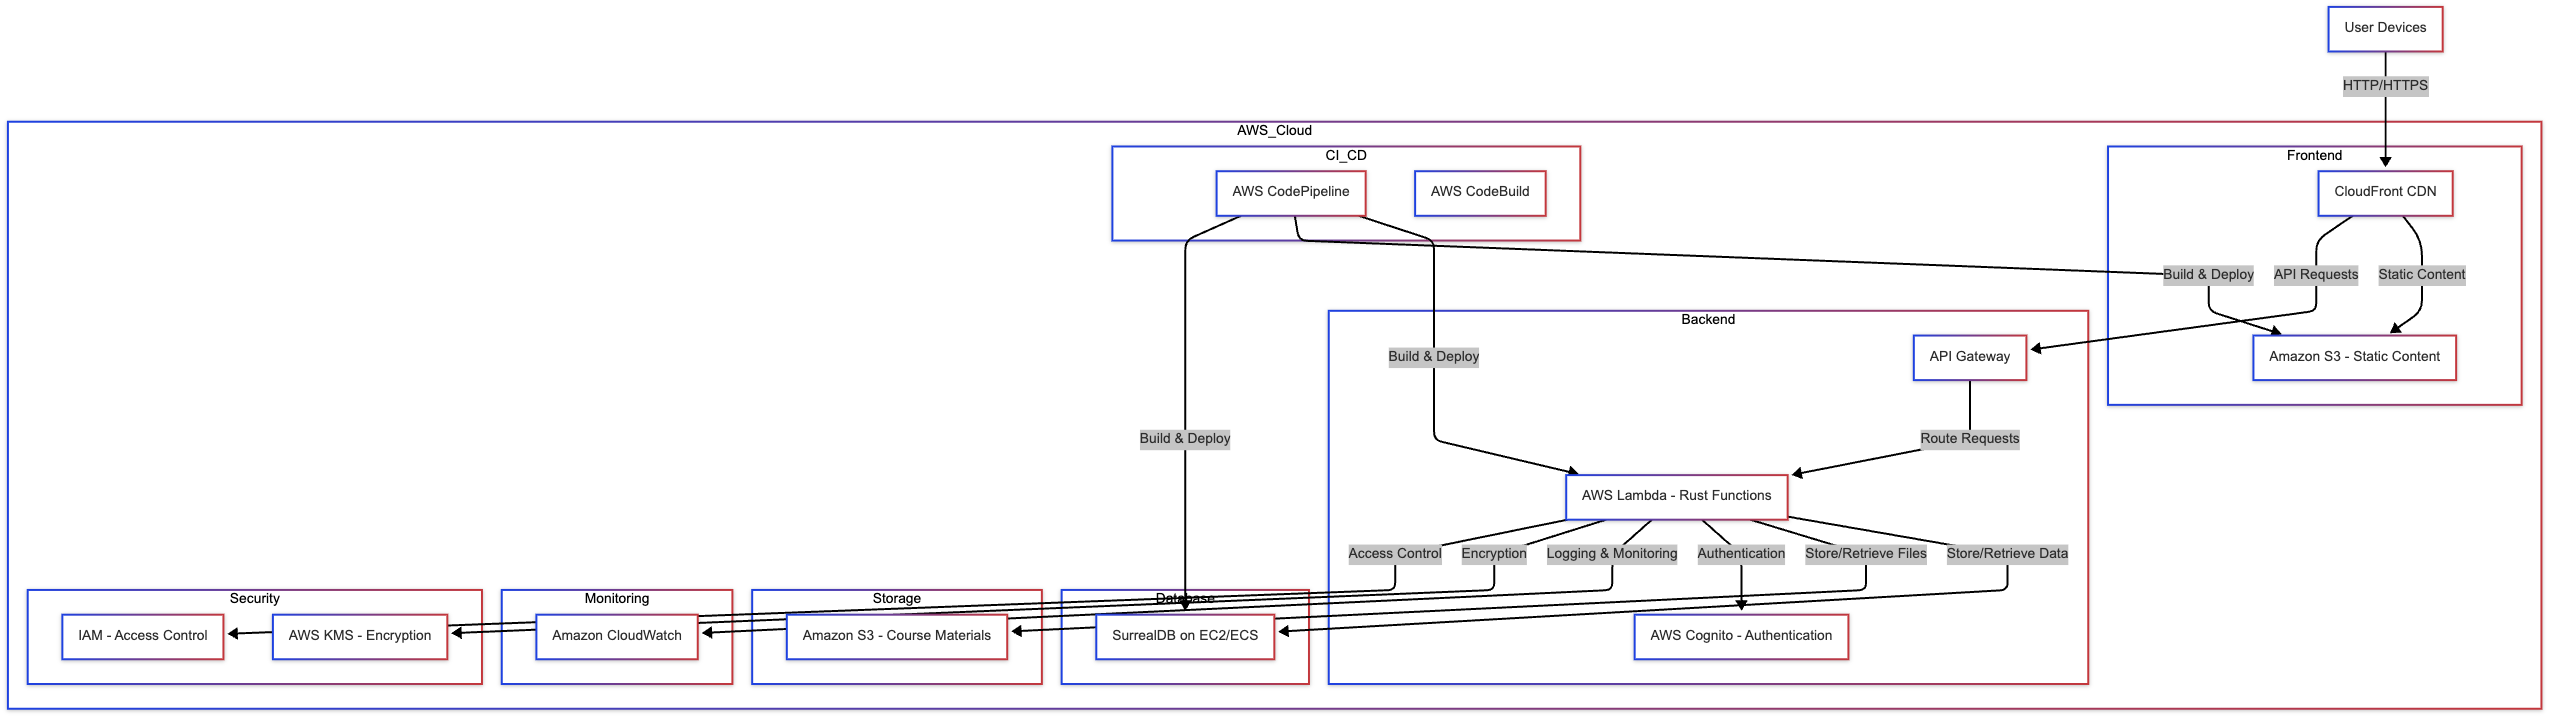 User Devices
HTTP/HTTPS
AWS_Cloud
CI_CD
Frontend
AWS CodePipeline
AWS CodeBuild
CloudFront CDN
Build & Deploy
API Requests
Static Content
Backend
Build & Deploy
API Gateway
Amazon S3 - Static Content
Build & Deploy
Route Requests
AWS Lambda - Rust Functions
Access Control
Encryption
Logging & Monitoring
Authentication
Store/Retrieve Files
Store/Retrieve Data
Security
Monitoring
Storage
Database
IAM - Access Control
AWS KMS - Encryption
Amazon CloudWatch
Amazon S3 - Course Materials
SurrealDB on EC2/ECS
AWS Cognito - Authentication